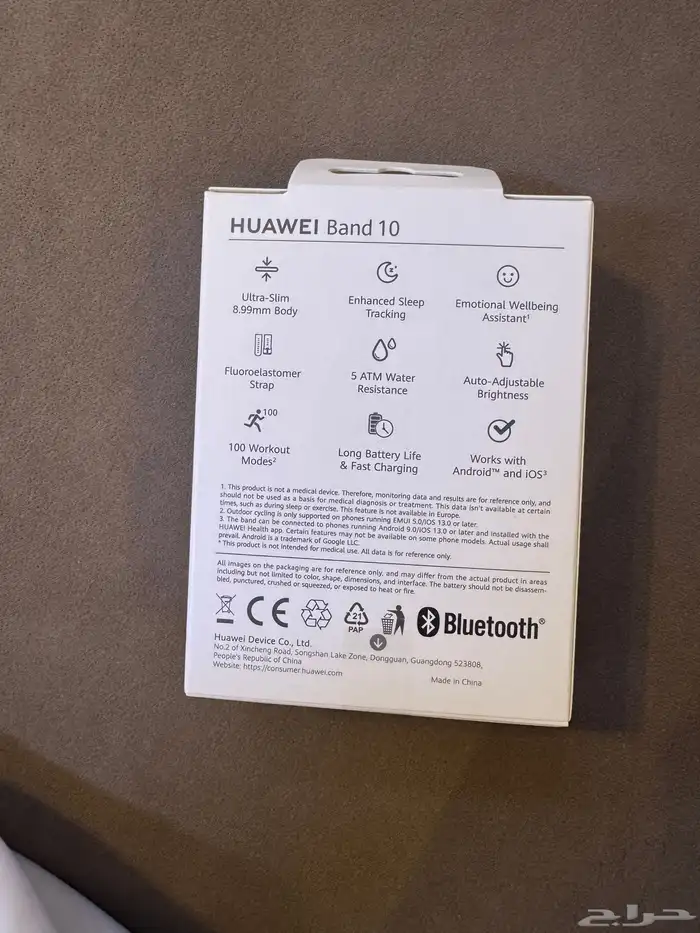 HUAWEI Band 10
Ultra-Slim
8.99mm Body
Enhanced Sleep
Tracking
Emotional Wellbeing
Assistant¹
Fluoroelastomer
Strap
5 ATM Water
Resistance
Auto-Adjustable
Brightness
100
100 Workout
Modes²
Long Battery Life
& Fast Charging
Works with
Android™ and iOS³
1. This product is not a medical device. Therefore, monitoring data and results are for reference only, and
should not be used as a basis for medical diagnosis or treatment. This data isn't available at certain
times, such as during sleep or exercise. This feature is not available in Europe.
2. Outdoor cycling is only supported on phones running EMUI 5.0/iOS 13.0 or later.
3. The band can be connected to phones running Android 9.0/iOS 13.0 or later and installed with the
HUAWEI Health app. Certain features may not be available on some phone models. Actual usage shall
prevail. Android is a trademark of Google LLC.
* This product is not intended for medical use. All data is for reference only.
All images on the packaging are for reference only, and may differ from the actual product in areas
including but not limited to color, shape, dimensions, and interface. The battery should not be disassem-
bled, punctured, crushed or squeezed, or exposed to heat or fire.
CE
21
PAP
Bluetooth®
Huawei Device Co., Ltd.
No.2 of Xincheng Road, Songshan Lake Zone, Dongguan, Guangdong 523808,
People's Republic of China
Website: https://consumer.huawei.com
Made in China
حراج